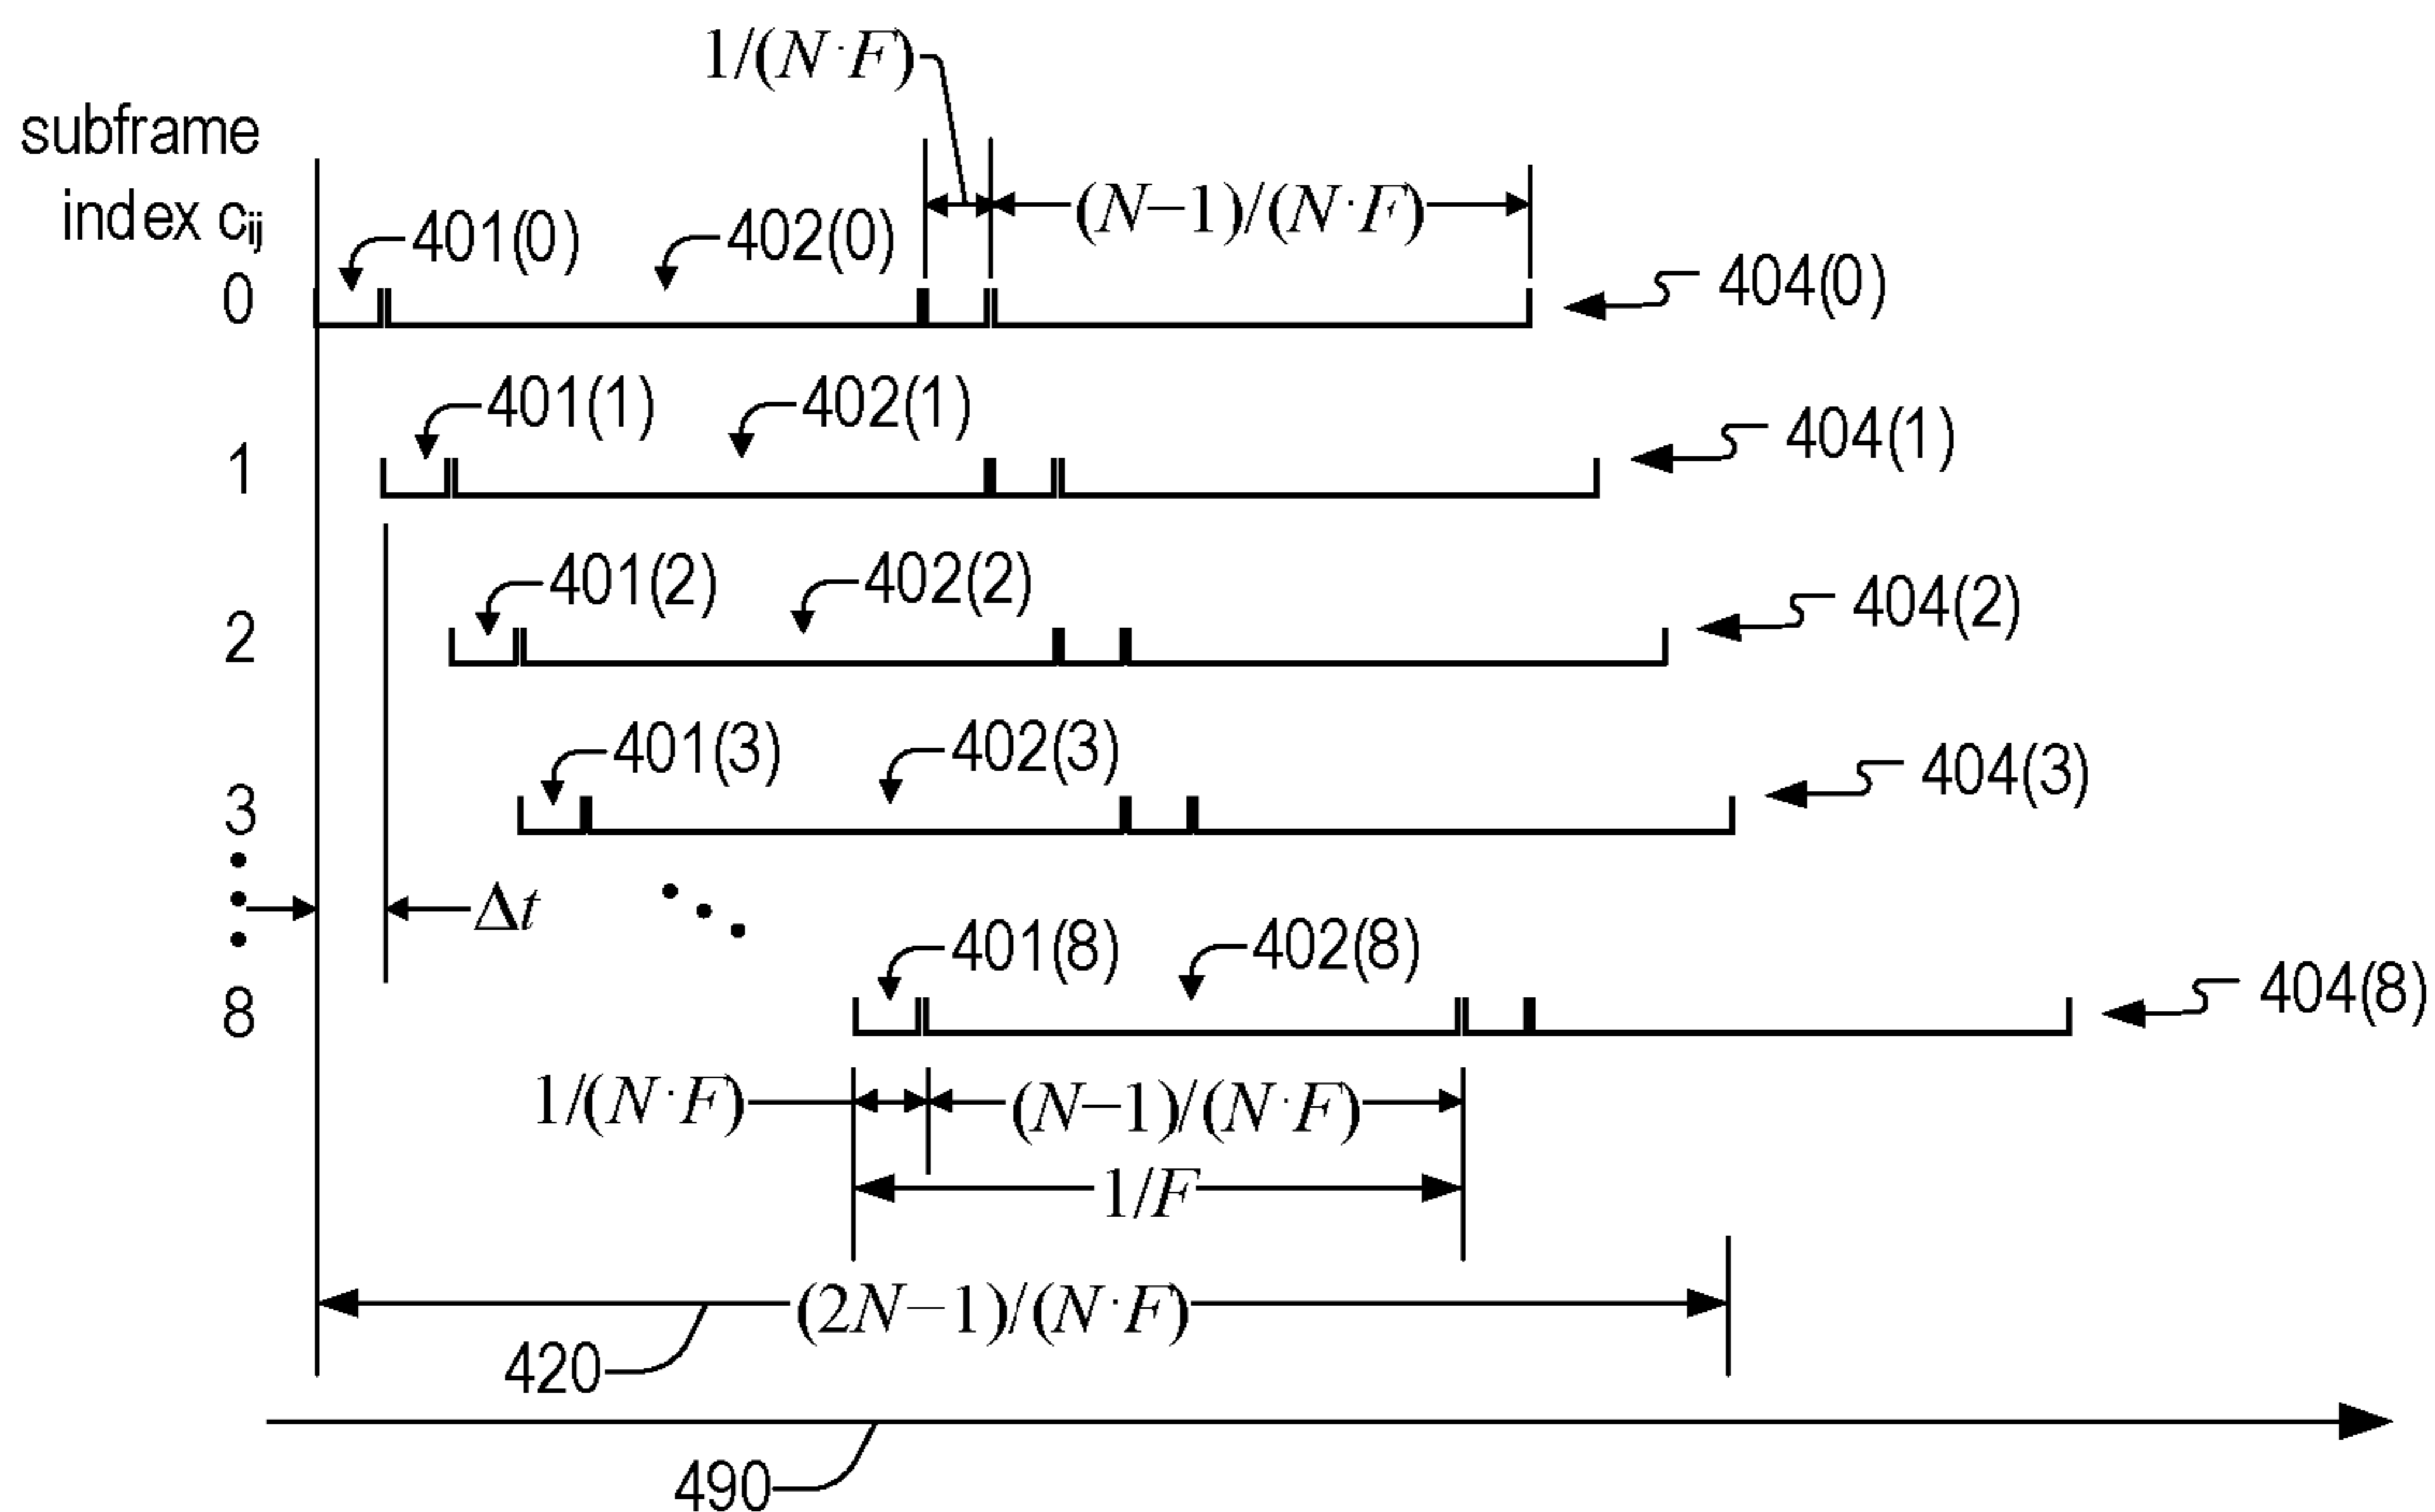 1/(N·F)
subframe
index cij
(N–1)/(N·F)
401(0)
402(0)
404(0)
0
401(1)
402(1)
404(1)
1
401(2)
402(2)
404(2)
2
401(3)
402(3)
404(3)
3
Δt
401(8)
402(8)
404(8)
8
1/(N·F)
(N–1)/(N·F)
1/F
(2N–1)/(N·F)
420
490